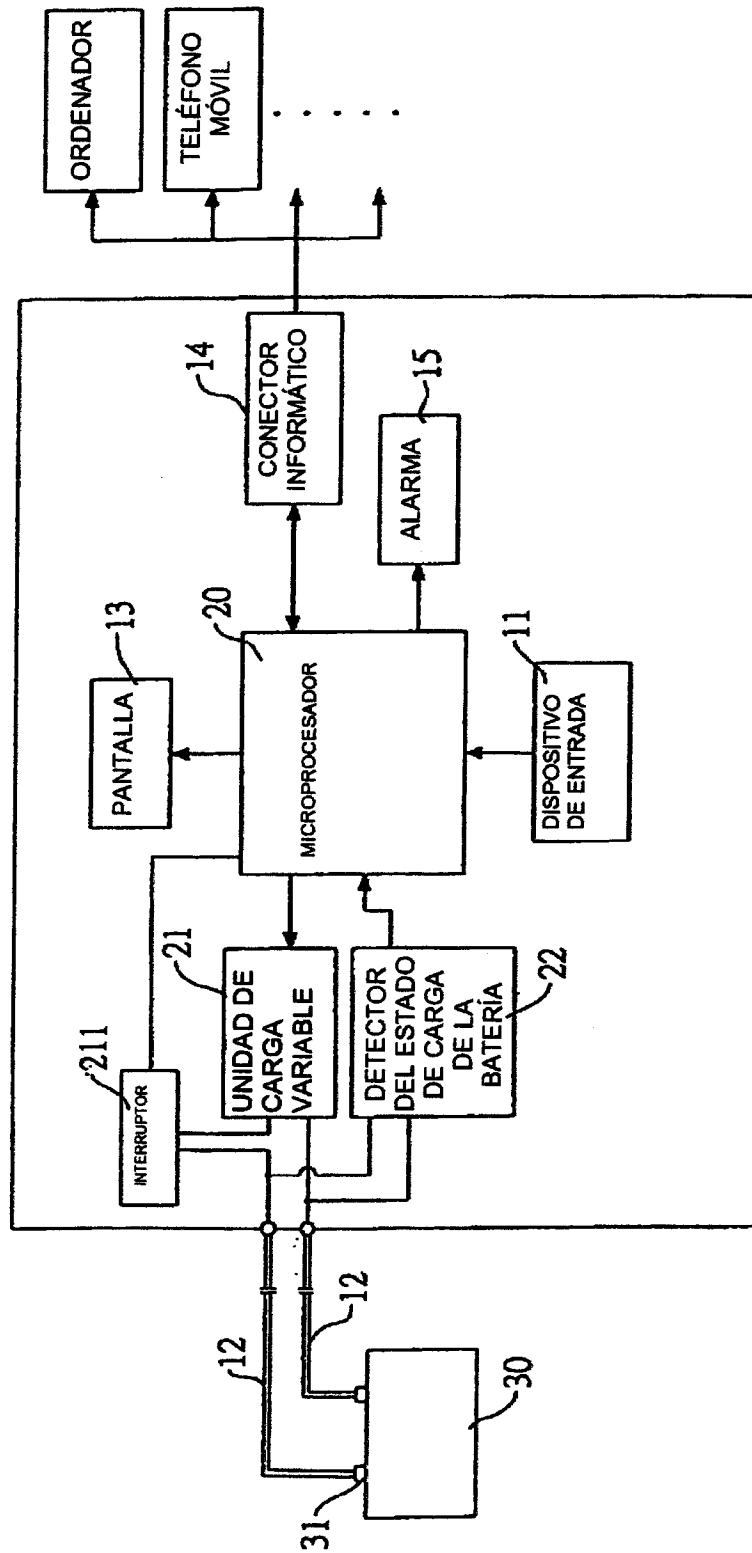 ORDENADOR
TELÉFONO
MÓVIL
. . . . .
14
CONECTOR
INFORMÁTICO
15
ALARMA
13
PANTALLA
20
MICROPROCESADOR
11
DISPOSITIVO
DE ENTRADA
211
INTERRUPTOR
21
UNIDAD DE
CARGA
VARIABLE
DETECTOR
DEL ESTADO
DE CARGA
DE LA
BATERÍA
22
12
12
31
30